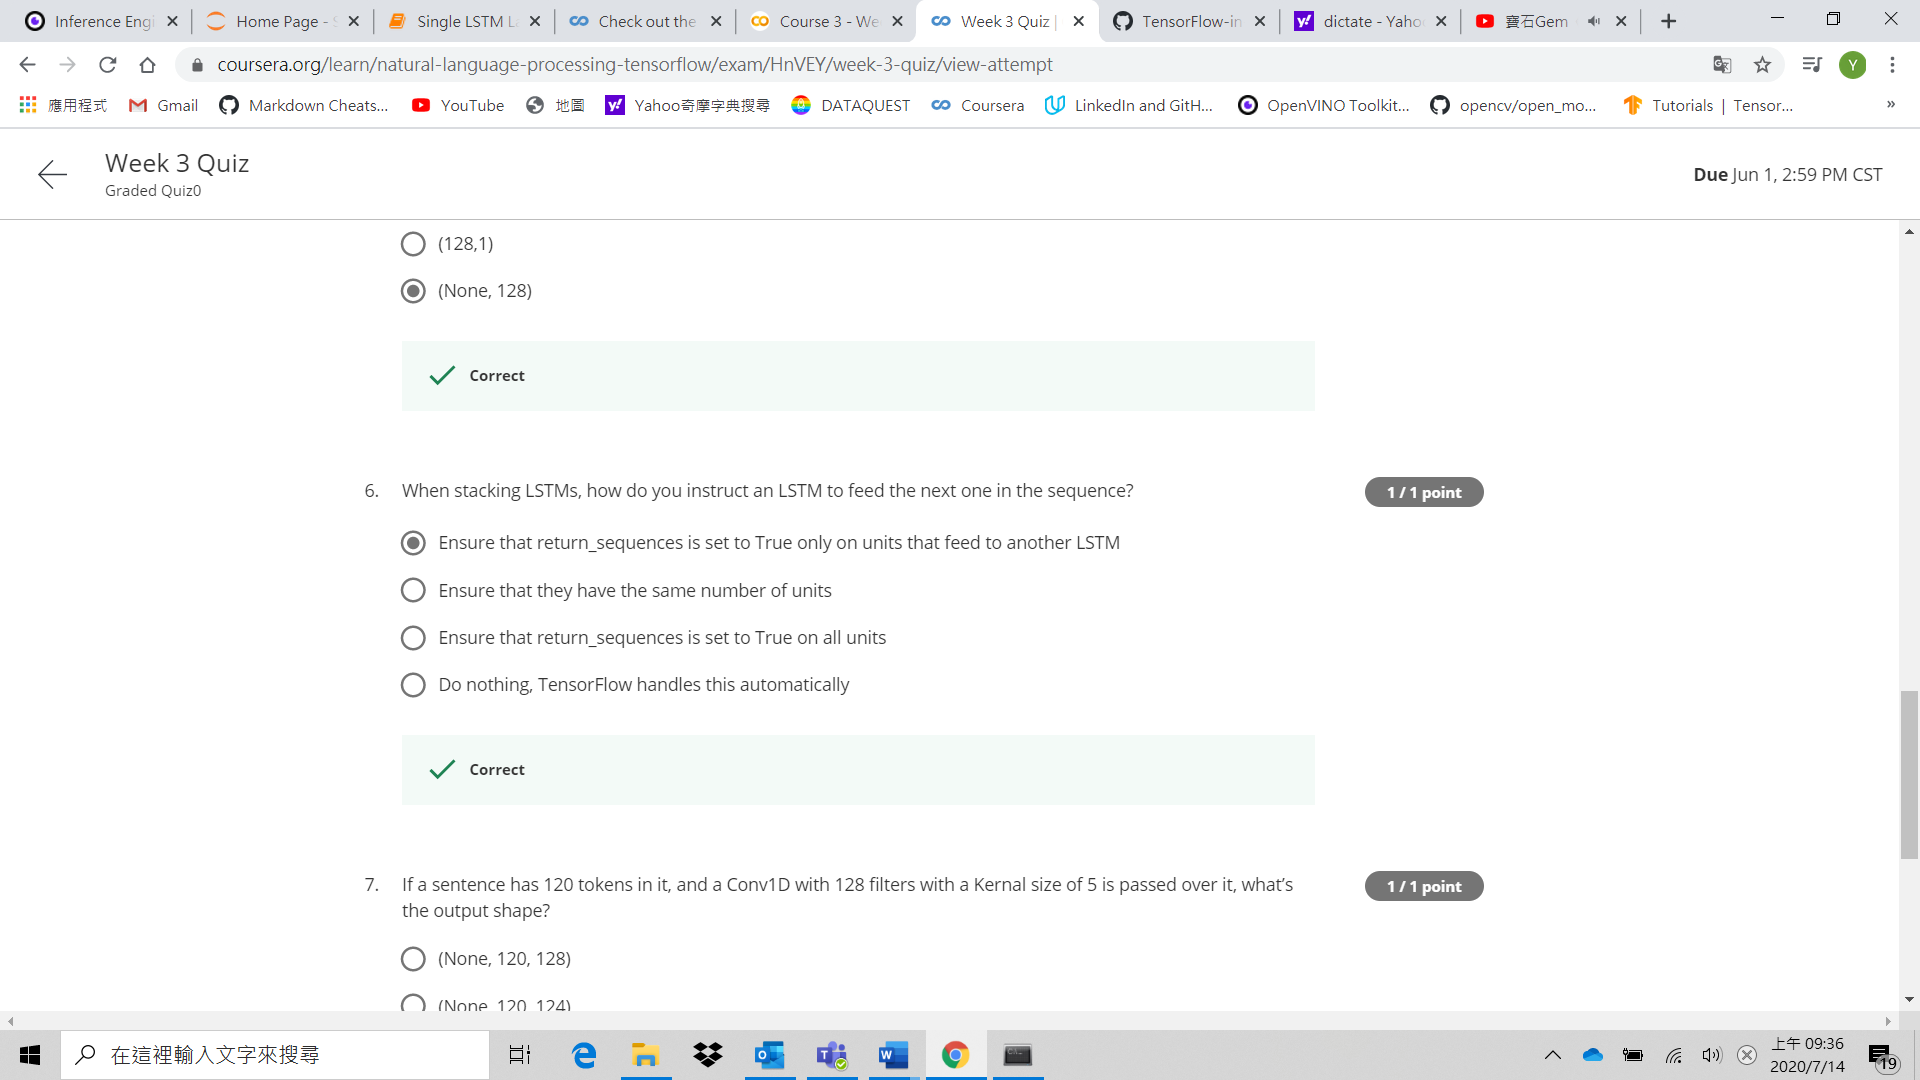 Inference Engi
Home Page - S
Single LSTM L
Check out the
Course 3 - We
Week 3 Quiz |
TensorFlow-in
dictate - Yaho
寶石Gem
coursera.org/learn/natural-language-processing-tensorflow/exam/HnVEY/week-3-quiz/view-attempt
Y
應用程式
Gmail
Markdown Cheats...
YouTube
地圖
Yahoo奇摩字典搜尋
DATAQUEST
Coursera
LinkedIn and GitH...
OpenVINO Toolkit...
opencv/open_mo...
Tutorials | Tensor...
»
Week 3 Quiz
Graded Quiz0
Due Jun 1, 2:59 PM CST
(128,1)
(None, 128)
Correct
6. When stacking LSTMs, how do you instruct an LSTM to feed the next one in the sequence?
1 / 1 point
Ensure that return_sequences is set to True only on units that feed to another LSTM
Ensure that they have the same number of units
Ensure that return_sequences is set to True on all units
Do nothing, TensorFlow handles this automatically
Correct
7. If a sentence has 120 tokens in it, and a Conv1D with 128 filters with a Kernal size of 5 is passed over it, what's
the output shape?
1 / 1 point
(None, 120, 128)
(None, 120, 124)
在這裡輸入文字來搜尋
上午 09:36
2020/7/14
19